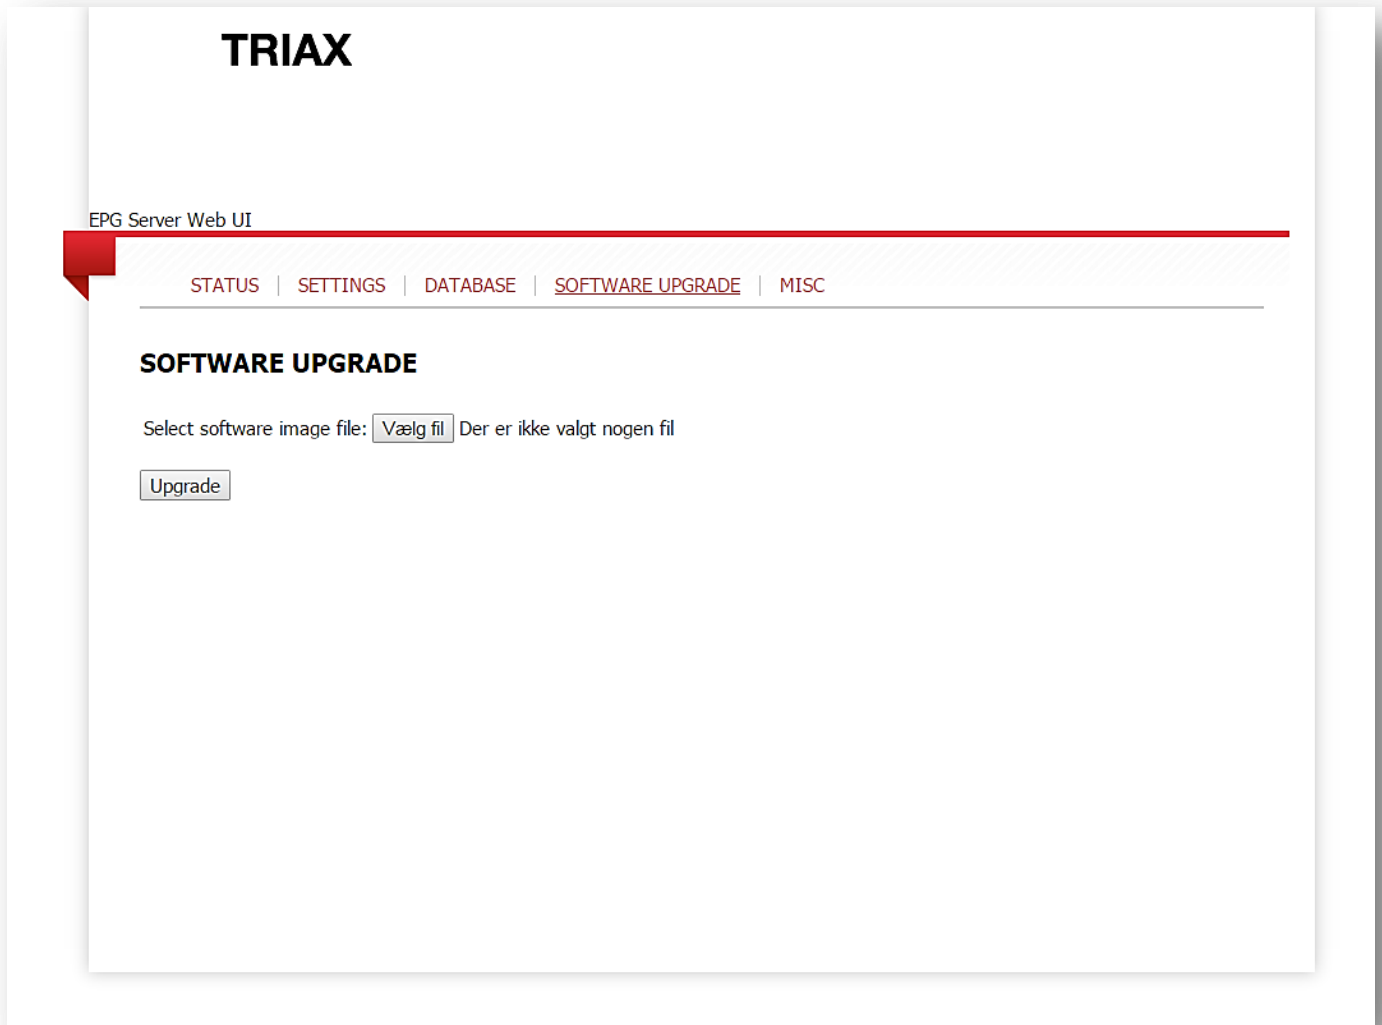 TRIAX
EPG Server Web UI
STATUS | SETTINGS | DATABASE | SOFTWARE UPGRADE | MISC
SOFTWARE UPGRADE
Select software image file: Vælg fil Der er ikke valgt nogen fil
Upgrade